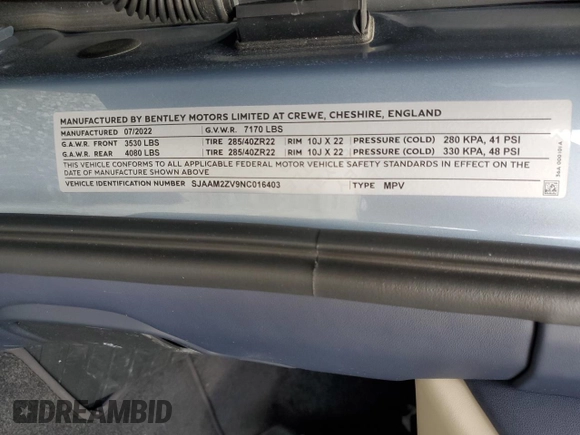 MANUFACTURED BY BENTLEY MOTORS LIMITED AT CREWE, CHESHIRE, ENGLAND
MANUFACTURED 07/2022 G.V.W.R. 7170 LBS
G.A.W.R. FRONT 3530 LBS TIRE 285/40ZR22 RIM 10J X 22 PRESSURE (COLD) 280 KPA, 41 PSI
G.A.W.R. REAR 4080 LBS TIRE 285/40ZR22 RIM 10J X 22 PRESSURE (COLD) 330 KPA, 48 PSI
THIS VEHICLE CONFORMS TO ALL APPLICABLE FEDERAL MOTOR VEHICLE SAFETY STANDARDS IN EFFECT ON THE
DATE OF MANUFACTURE SHOWN ABOVE
VEHICLE IDENTIFICATION NUMBER SJAAM2ZV9NC016403 TYPE MPV
DREAMBID